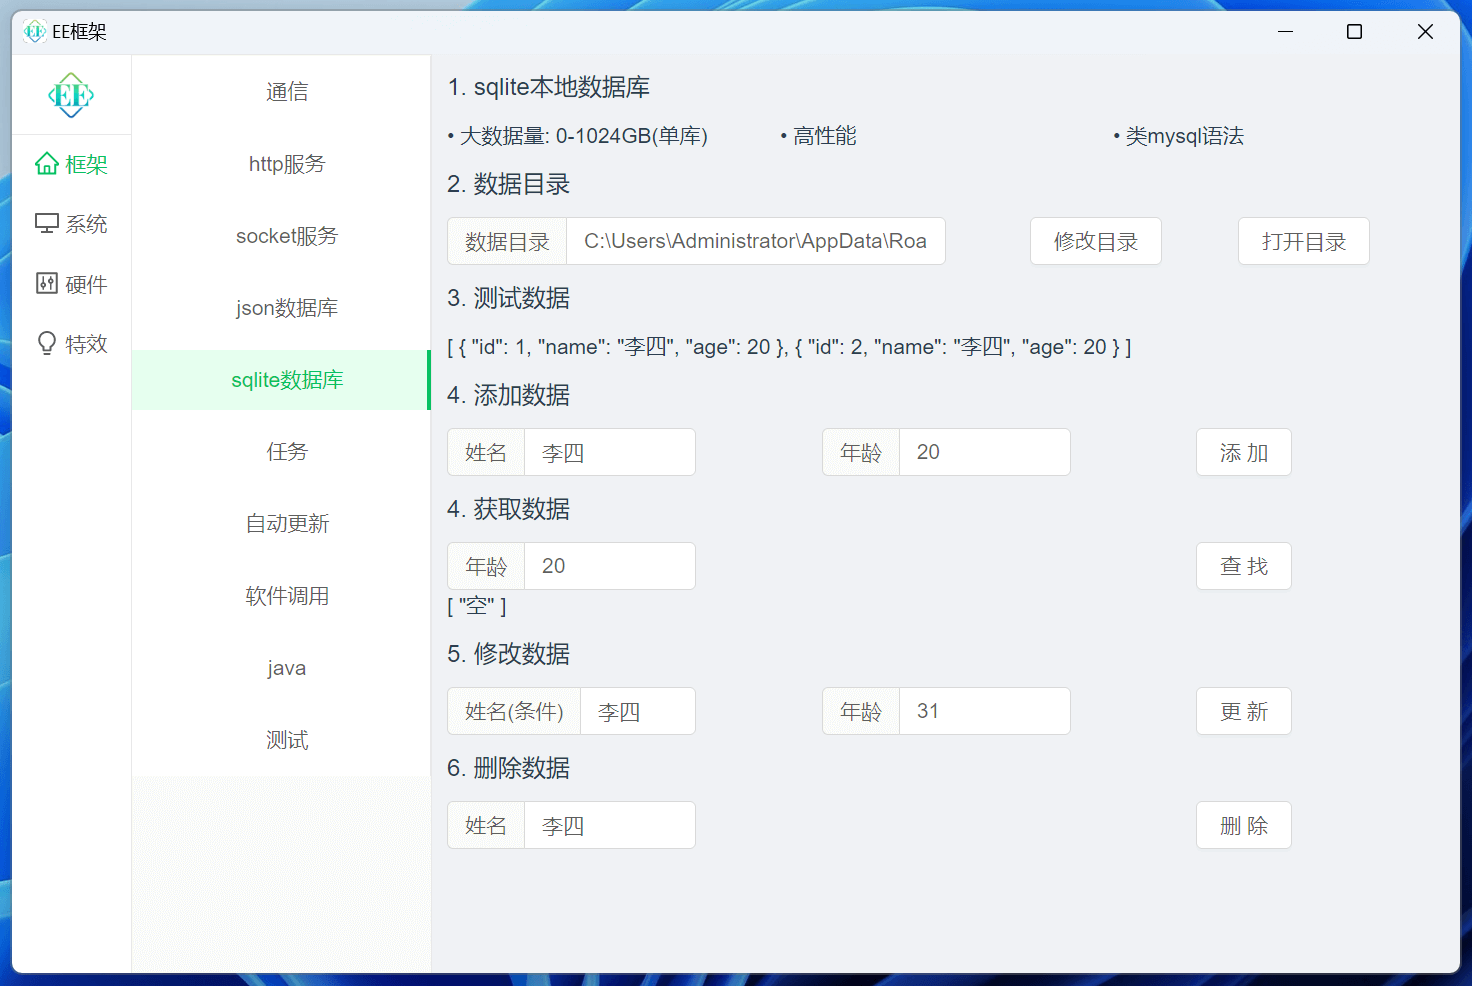 EE框架
EE
框架
系统
硬件
特效
通信
http服务
socket服务
json数据库
sqlite数据库
任务
自动更新
软件调用
java
测试
1. sqlite本地数据库
• 大数据量: 0-1024GB(单库) • 高性能 • 类mysql语法
2. 数据目录
数据目录 C:\Users\Administrator\AppData\Roa 修改目录 打开目录
3. 测试数据
[ { "id": 1, "name": "李四", "age": 20 }, { "id": 2, "name": "李四", "age": 20 } ]
4. 添加数据
姓名 李四 年龄 20 添 加
4. 获取数据
年龄 20 查 找
[ "空" ]
5. 修改数据
姓名(条件) 李四 年龄 31 更 新
6. 删除数据
姓名 李四 删 除